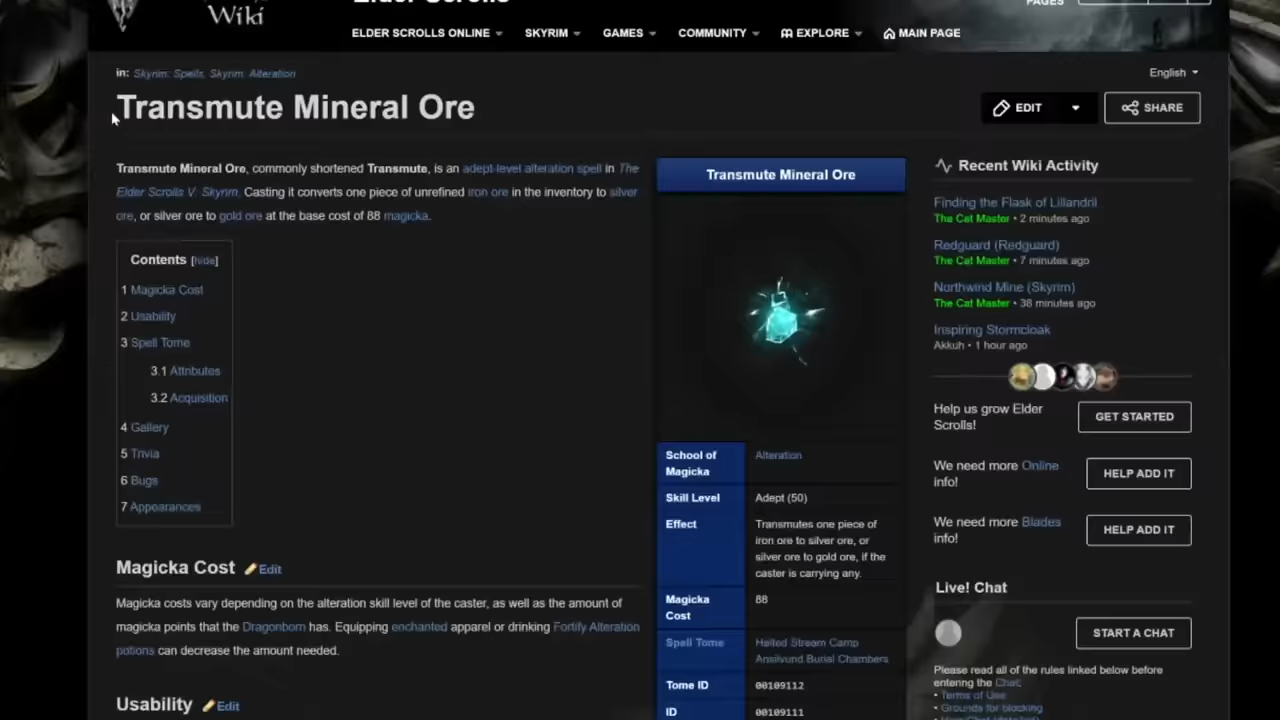 Wiki
Elder Scrolls
PAGES
ELDER SCROLLS ONLINE
SKYRIM
GAMES
COMMUNITY
EXPLORE
MAIN PAGE
in: Skyrim: Spells, Skyrim: Alteration
English
Transmute Mineral Ore
EDIT
SHARE
Transmute Mineral Ore, commonly shortened Transmute, is an adept-level alteration spell in The
Elder Scrolls V: Skyrim. Casting it converts one piece of unrefined iron ore in the inventory to silver
ore, or silver ore to gold ore at the base cost of 88 magicka.
Contents [hide]
1 Magicka Cost
2 Usability
3 Spell Tome
3.1 Attributes
3.2 Acquisition
4 Gallery
5 Trivia
6 Bugs
7 Appearances
Magicka Cost Edit
Magicka costs vary depending on the alteration skill level of the caster, as well as the amount of
magicka points that the Dragonborn has. Equipping enchanted apparel or drinking Fortify Alteration
potions can decrease the amount needed.
Usability Edit
Transmute Mineral Ore
School of
Magicka
Alteration
Skill Level
Adept (50)
Effect
Transmutes one piece of
iron ore to silver ore, or
silver ore to gold ore, if the
caster is carrying any.
Magicka
Cost
88
Spell Tome
Halted Stream Camp
Ansilvund Burial Chambers
Tome ID
00109112
ID
00109111
Recent Wiki Activity
Finding the Flask of Lillandril
The Cat Master • 2 minutes ago
Redguard (Redguard)
The Cat Master • 7 minutes ago
Northwind Mine (Skyrim)
The Cat Master • 38 minutes ago
Inspiring Stormcloak
Akkuh • 1 hour ago
Help us grow Elder
Scrolls!
GET STARTED
We need more Online
info!
HELP ADD IT
We need more Blades
info!
HELP ADD IT
Live! Chat
START A CHAT
Please read all of the rules linked below before
entering the Chat:
• Terms of Use
• Grounds for blocking